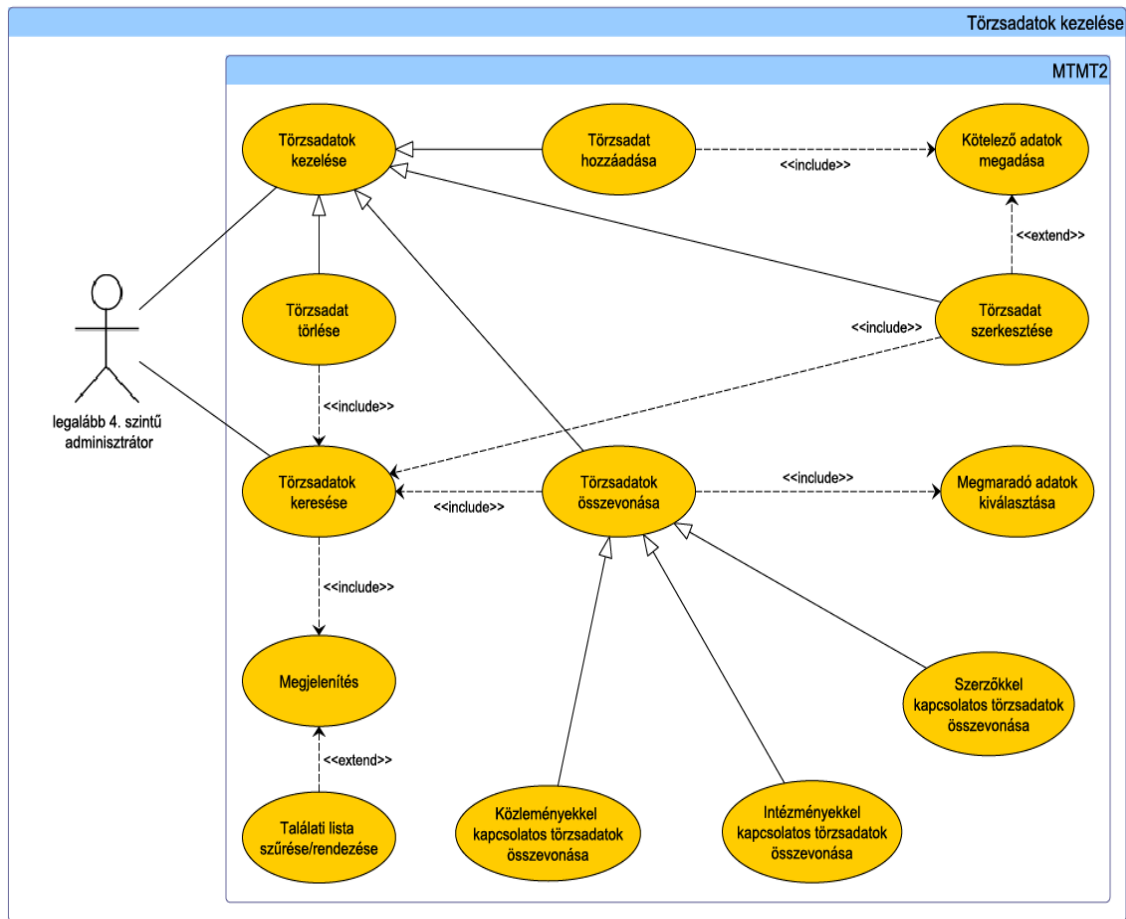 Törzsadatok kezelése
MTMT2
Törzsadatok
kezelése
Törzsadat
hozzáadása
<<include>>
Kötelező adatok
megadása
<<extend>>
Törzsadat
törlése
Törzsadat
szerkesztése
<<include>>
legalább 4. szintű
adminisztrátor
<<include>>
Törzsadatok
keresése
<<include>>
Törzsadatok
összevonása
<<include>>
Megmaradó adatok
kiválasztása
<<include>>
Megjelenítés
Szerzőkkel
kapcsolatos törzsadatok
összevonása
<<extend>>
Találati lista
szűrése/rendezése
Közleményekkel
kapcsolatos törzsadatok
összevonása
Intézményekkel
kapcsolatos törzsadatok
összevonása